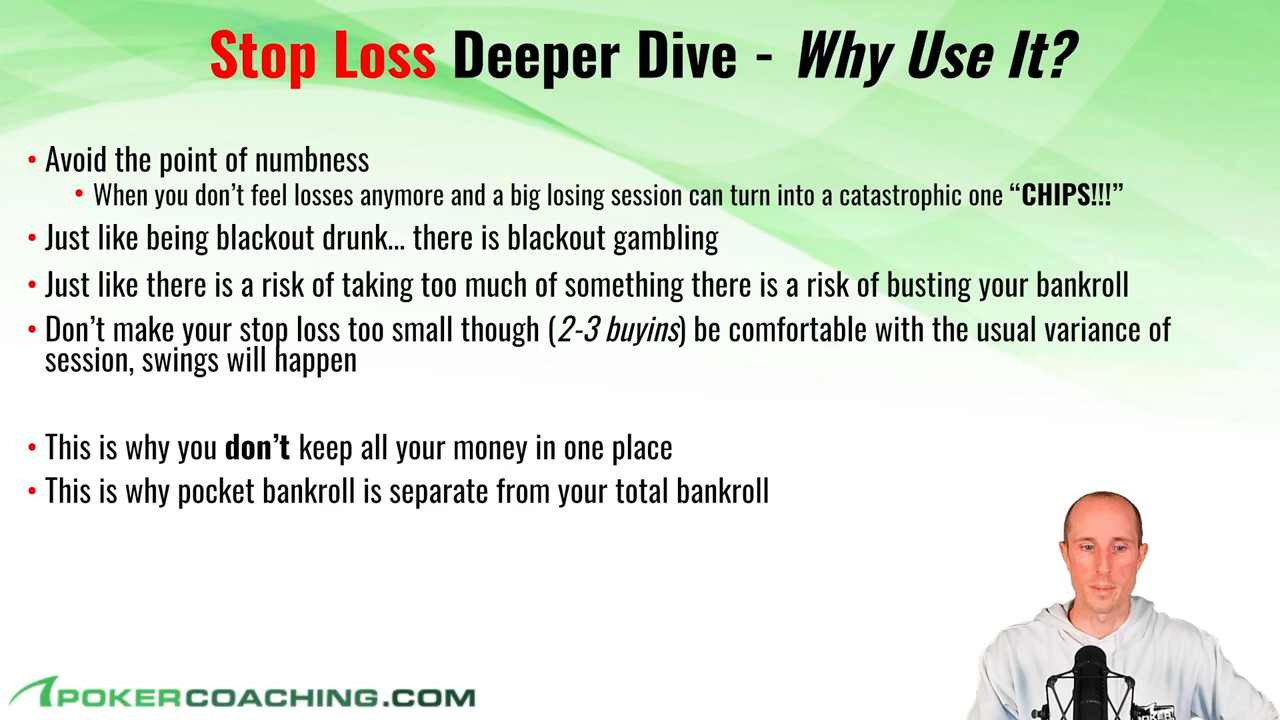 Stop Loss Deeper Dive - Why Use It?
• Avoid the point of numbness
• When you don’t feel losses anymore and a big losing session can turn into a catastrophic one “CHIPS!!!”
• Just like being blackout drunk... there is blackout gambling
• Just like there is a risk of taking too much of something there is a risk of busting your bankroll
• Don’t make your stop loss too small though (2-3 buyins) be comfortable with the usual variance of
session, swings will happen
• This is why you don’t keep all your money in one place
• This is why pocket bankroll is separate from your total bankroll
POKERCOACHING.COM
POKER